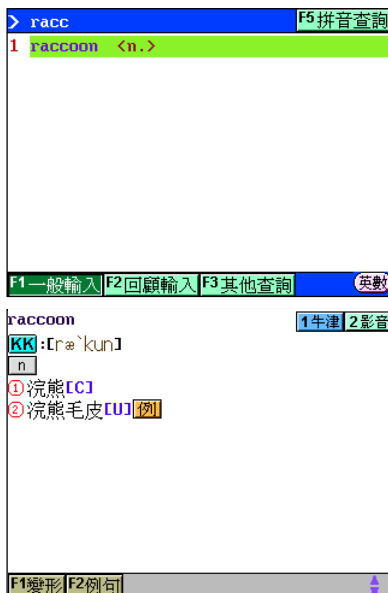 > racc F5拼音查詢
1 raccoon <n.>
F1一般輸入 F2回顧輸入 F3其他查詢 英數
raccoon 1牛津 2影音
KK:[ræˋkun]
n
①浣熊[C]
②浣熊毛皮[U]例
F1變形 F2例句